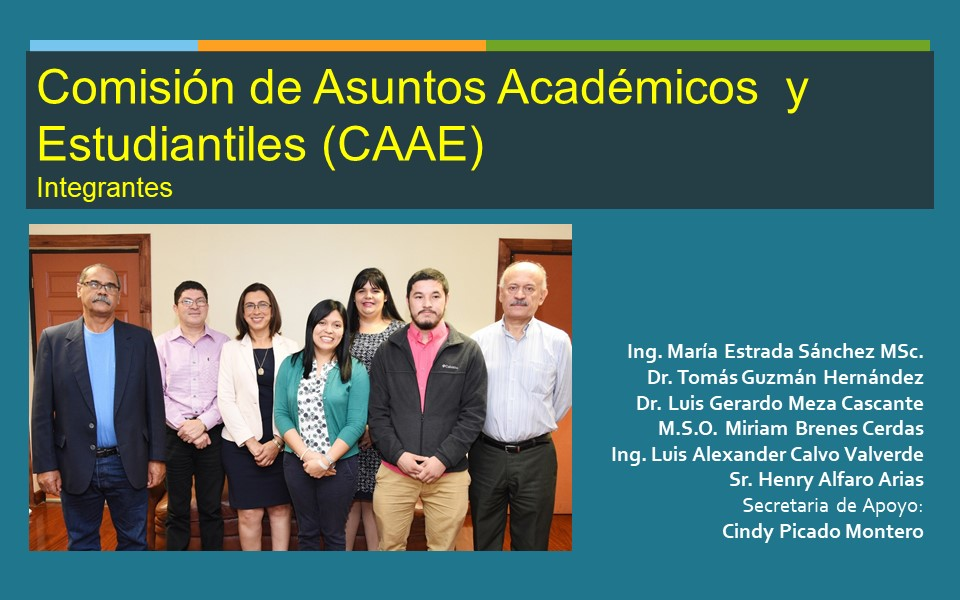 Comisión de Asuntos Académicos y
Estudiantiles (CAAE)
Integrantes
Ing. María Estrada Sánchez MSc.
Dr. Tomás Guzmán Hernández
Dr. Luis Gerardo Meza Cascante
M.S.O. Miriam Brenes Cerdas
Ing. Luis Alexander Calvo Valverde
Sr. Henry Alfaro Arias
Secretaria de Apoyo:
Cindy Picado Montero